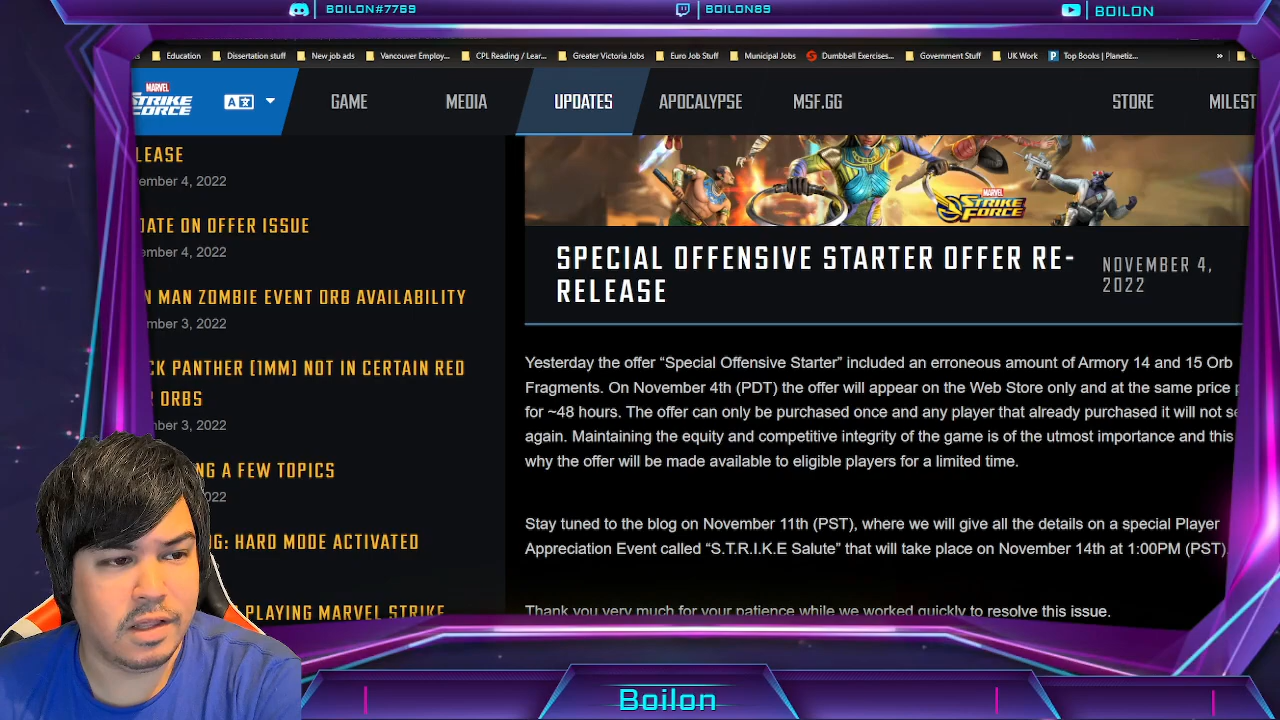 BOILON#7769
BOILON89
BOILON
Education
Dissertation stuff
New job ads
Vancouver Employ...
CPL Reading / Lear...
Greater Victoria Jobs
Euro Job Stuff
Municipal Jobs
Dumbbell Exercises...
Government Stuff
UK Work
Top Books | Planetiz...
»
MARVEL
STRIKE
FORCE
GAME
MEDIA
UPDATES
APOCALYPSE
MSF.GG
STORE
MILEST
LEASE
ember 4, 2022
DATE ON OFFER ISSUE
ember 4, 2022
N MAN ZOMBIE EVENT ORB AVAILABILITY
mber 3, 2022
CK PANTHER [1MM] NOT IN CERTAIN RED
ORBS
mber 3, 2022
NG A FEW TOPICS
2022
G: HARD MODE ACTIVATED
PLAYING MARVEL STRIKE
MARVEL
STRIKE FORCE
SPECIAL OFFENSIVE STARTER OFFER RE-
RELEASE
NOVEMBER 4,
2022
Yesterday the offer “Special Offensive Starter” included an erroneous amount of Armory 14 and 15 Orb
Fragments. On November 4th (PDT) the offer will appear on the Web Store only and at the same price p
for ~48 hours. The offer can only be purchased once and any player that already purchased it will not se
again. Maintaining the equity and competitive integrity of the game is of the utmost importance and this
why the offer will be made available to eligible players for a limited time.
Stay tuned to the blog on November 11th (PST), where we will give all the details on a special Player
Appreciation Event called “S.T.R.I.K.E Salute” that will take place on November 14th at 1:00PM (PST).
Thank you very much for your patience while we worked quickly to resolve this issue.
Boilon